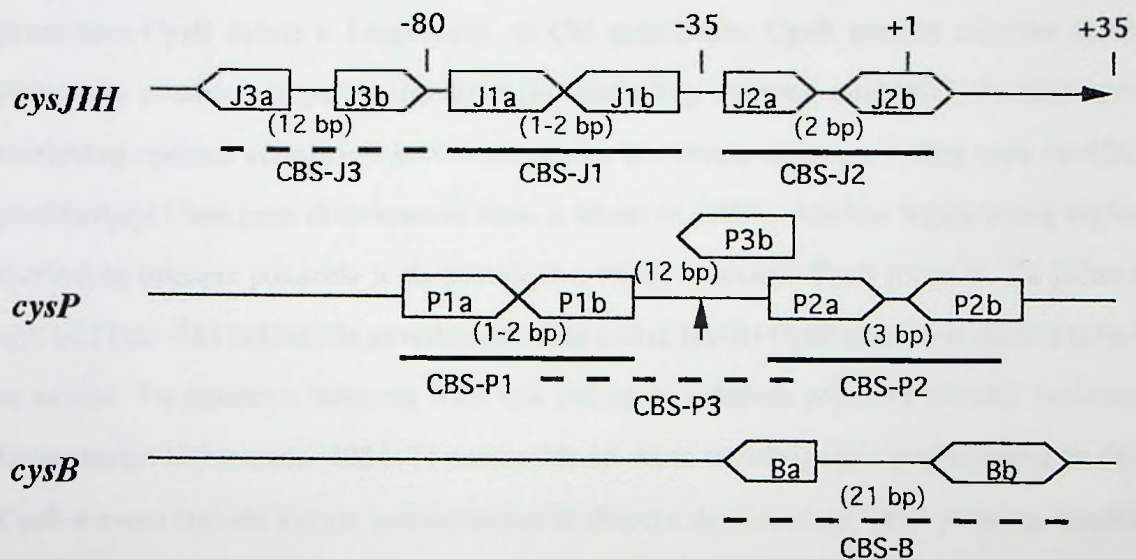 -80 -35 +1 +35
cysJIH J3a J3b J1a J1b J2a J2b
(12 bp) (1-2 bp) (2 bp)
CBS-J3 CBS-J1 CBS-J2
P3b
(12 bp)
cysP P1a P1b P2a P2b
(1-2 bp) (3 bp)
CBS-P1 CBS-P3 CBS-P2
cysB Ba Bb
(21 bp)
CBS-B